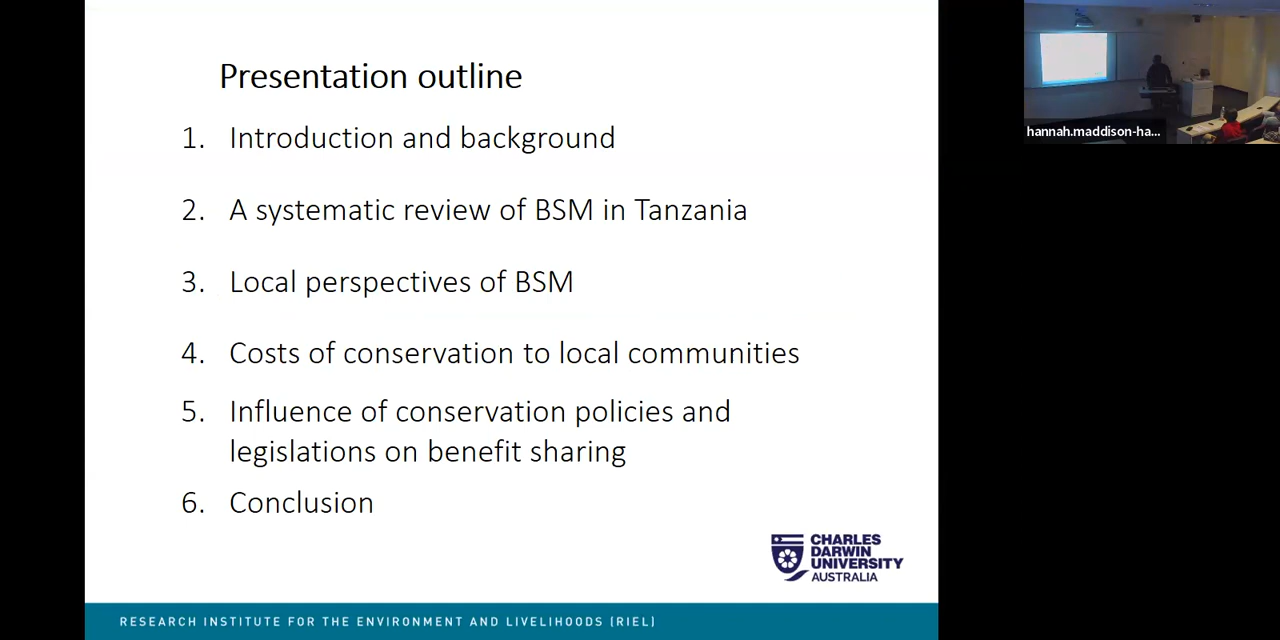 Presentation outline
1. Introduction and background
2. A systematic review of BSM in Tanzania
3. Local perspectives of BSM
4. Costs of conservation to local communities
5. Influence of conservation policies and
legislations on benefit sharing
6. Conclusion
CHARLES
DARWIN
UNIVERSITY
AUSTRALIA
RESEARCH INSTITUTE FOR THE ENVIRONMENT AND LIVELIHOODS (RIEL)
hannah.maddison-ha...